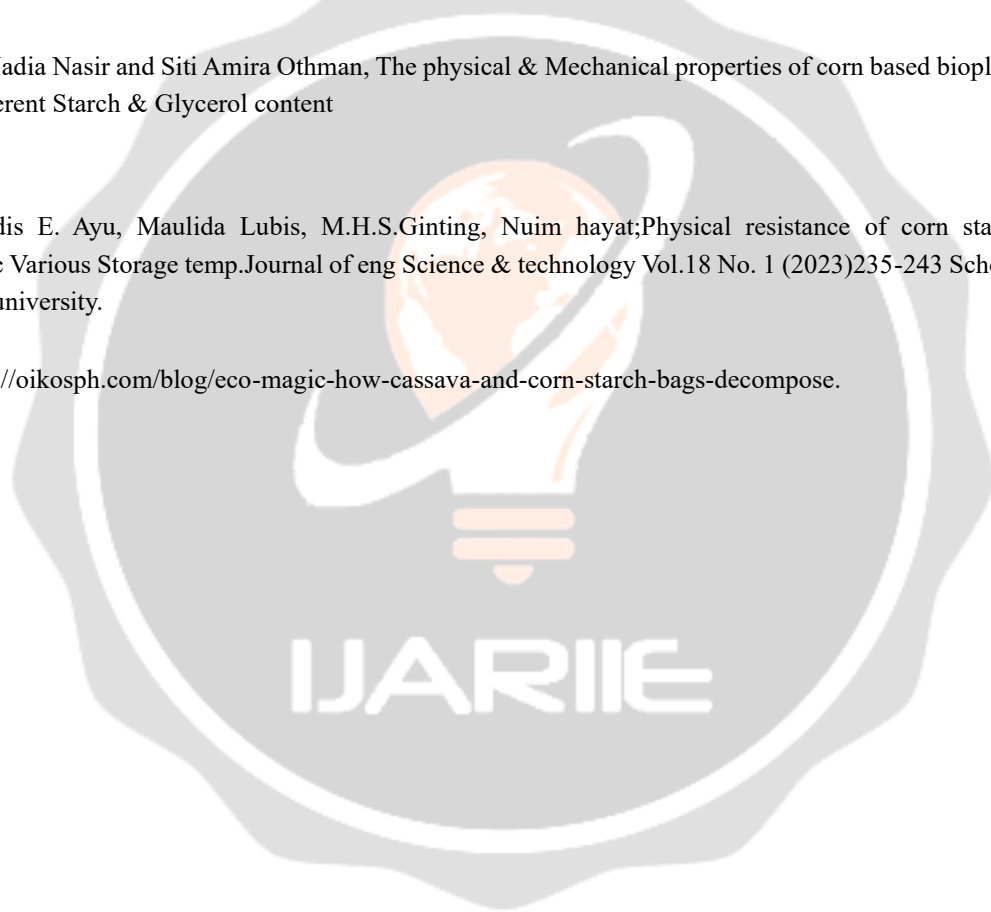 adia Nasir and Siti Amira Othman, The physical & Mechanical properties of corn based biopl
erent Starch & Glycerol content
dis E. Ayu, Maulida Lubis, M.H.S.Ginting, Nuim hayat;Physical resistance of corn sta
c Various Storage temp.Journal of eng Science & technology Vol.18 No. 1 (2023)235-243 Scho
university.
://oikosph.com/blog/eco-magic-how-cassava-and-corn-starch-bags-decompose.
IJARIIE